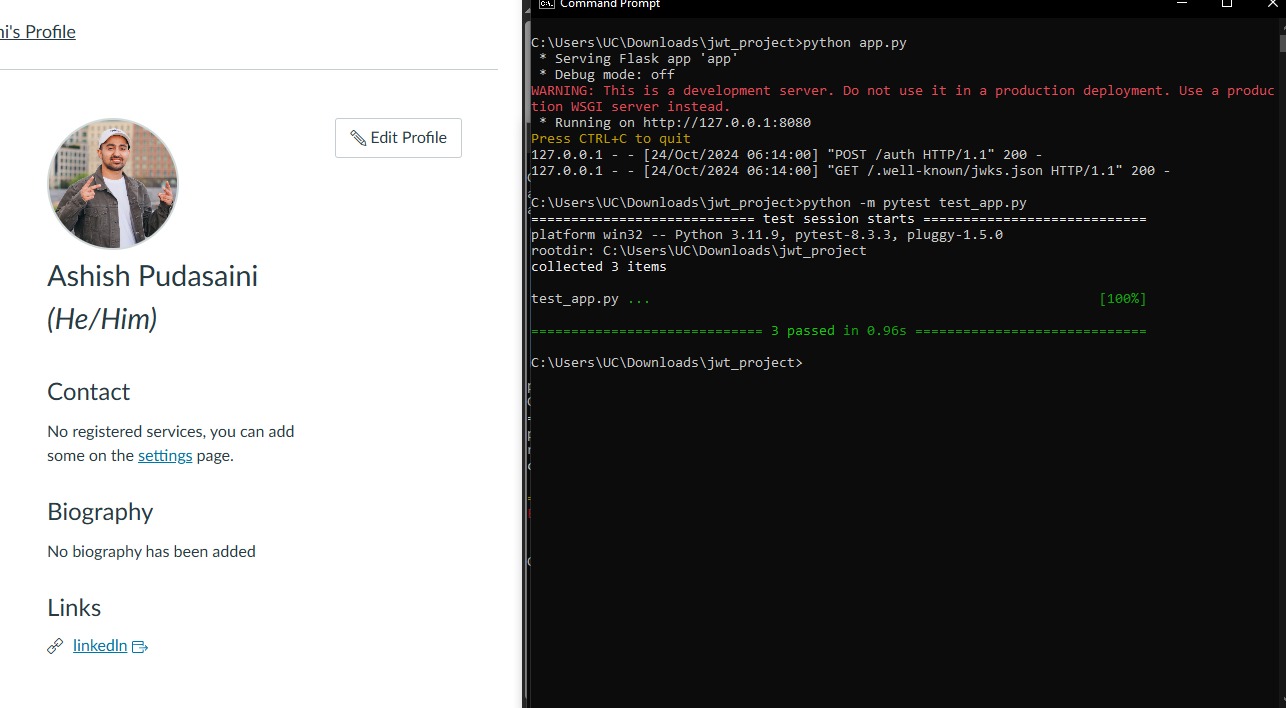 ni's Profile
Edit Profile
Ashish Pudasaini
(He/Him)
Contact
No registered services, you can add
some on the settings page.
Biography
No biography has been added
Links
linkedln
Command Prompt
C:\Users\UC\Downloads\jwt_project>python app.py
* Serving Flask app 'app'
* Debug mode: off
WARNING: This is a development server. Do not use it in a production deployment. Use a produc
tion WSGI server instead.
* Running on http://127.0.0.1:8080
Press CTRL+C to quit
127.0.0.1 - - [24/Oct/2024 06:14:00] "POST /auth HTTP/1.1" 200 -
127.0.0.1 - - [24/Oct/2024 06:14:00] "GET /.well-known/jwks.json HTTP/1.1" 200 -
C:\Users\UC\Downloads\jwt_project>python -m pytest test_app.py
============================ test session starts ============================
platform win32 -- Python 3.11.9, pytest-8.3.3, pluggy-1.5.0
rootdir: C:\Users\UC\Downloads\jwt_project
collected 3 items
test_app.py ... [100%]
============================= 3 passed in 0.96s =============================
C:\Users\UC\Downloads\jwt_project>